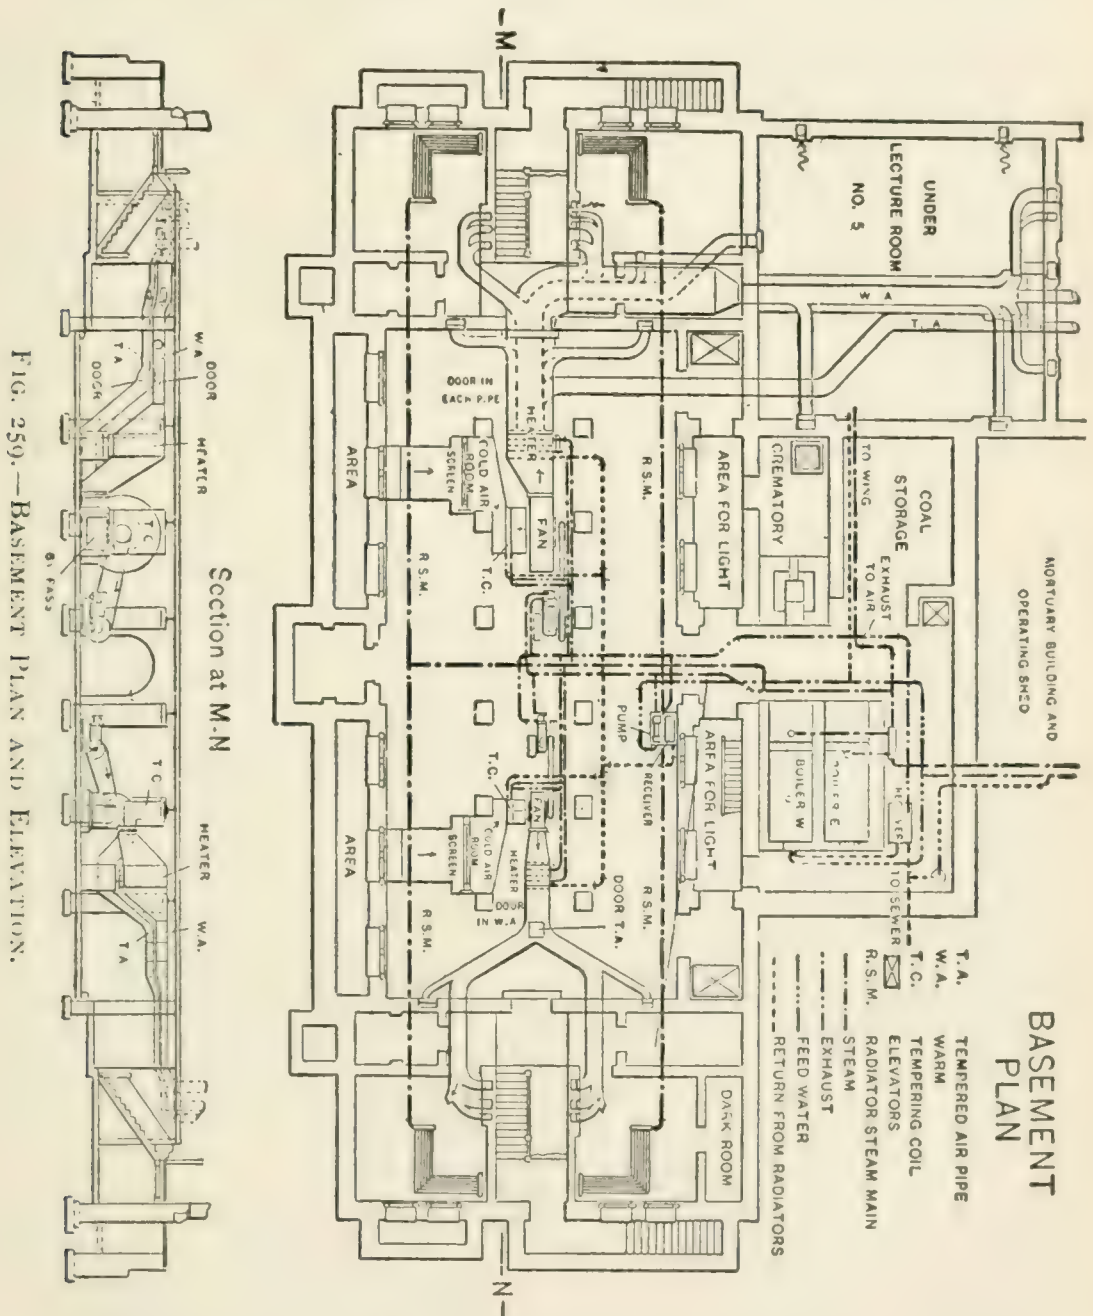 BASEMENT
PLAN
T. A. TEMPERED AIR PIPE
W. A. WARM
T. C. TEMPERING COIL
ELEVATORS
R. S. M. RADIATOR STEAM MAIN
STEAM
EXHAUST
FEED WATER
RETURN FROM RADIATORS
MORTUARY BUILDING AND
OPERATING SHED
UNDER
LECTURE ROOM
NO. 5
W A
T. A.
COAL
STORAGE
TO WING
EXHAUST
TO AIR
CREMATORY
BOILER E
BOILER W
TO SEWER
AREA FOR LIGHT
AREA FOR LIGHT
R.S.M.
R.S.M.
PUMP
RECEIVER
DOOR T.A.
DARK ROOM
DOOR IN
EACH PIPE
HEATER
FAN
T.C.
COLD AIR
ROOM
SCREEN
T.C.
FAN
HEATER
COLD AIR
ROOM
SCREEN
DOOR
IN W.A
R S.M.
R.S.M.
AREA
AREA
M
N
Section at M-N
W A
DOOR
HEATER
T A
DOOR
T C
BY PASS
T C
HEATER
W.A.
T A
FIG. 259.—BASEMENT PLAN AND ELEVATION.